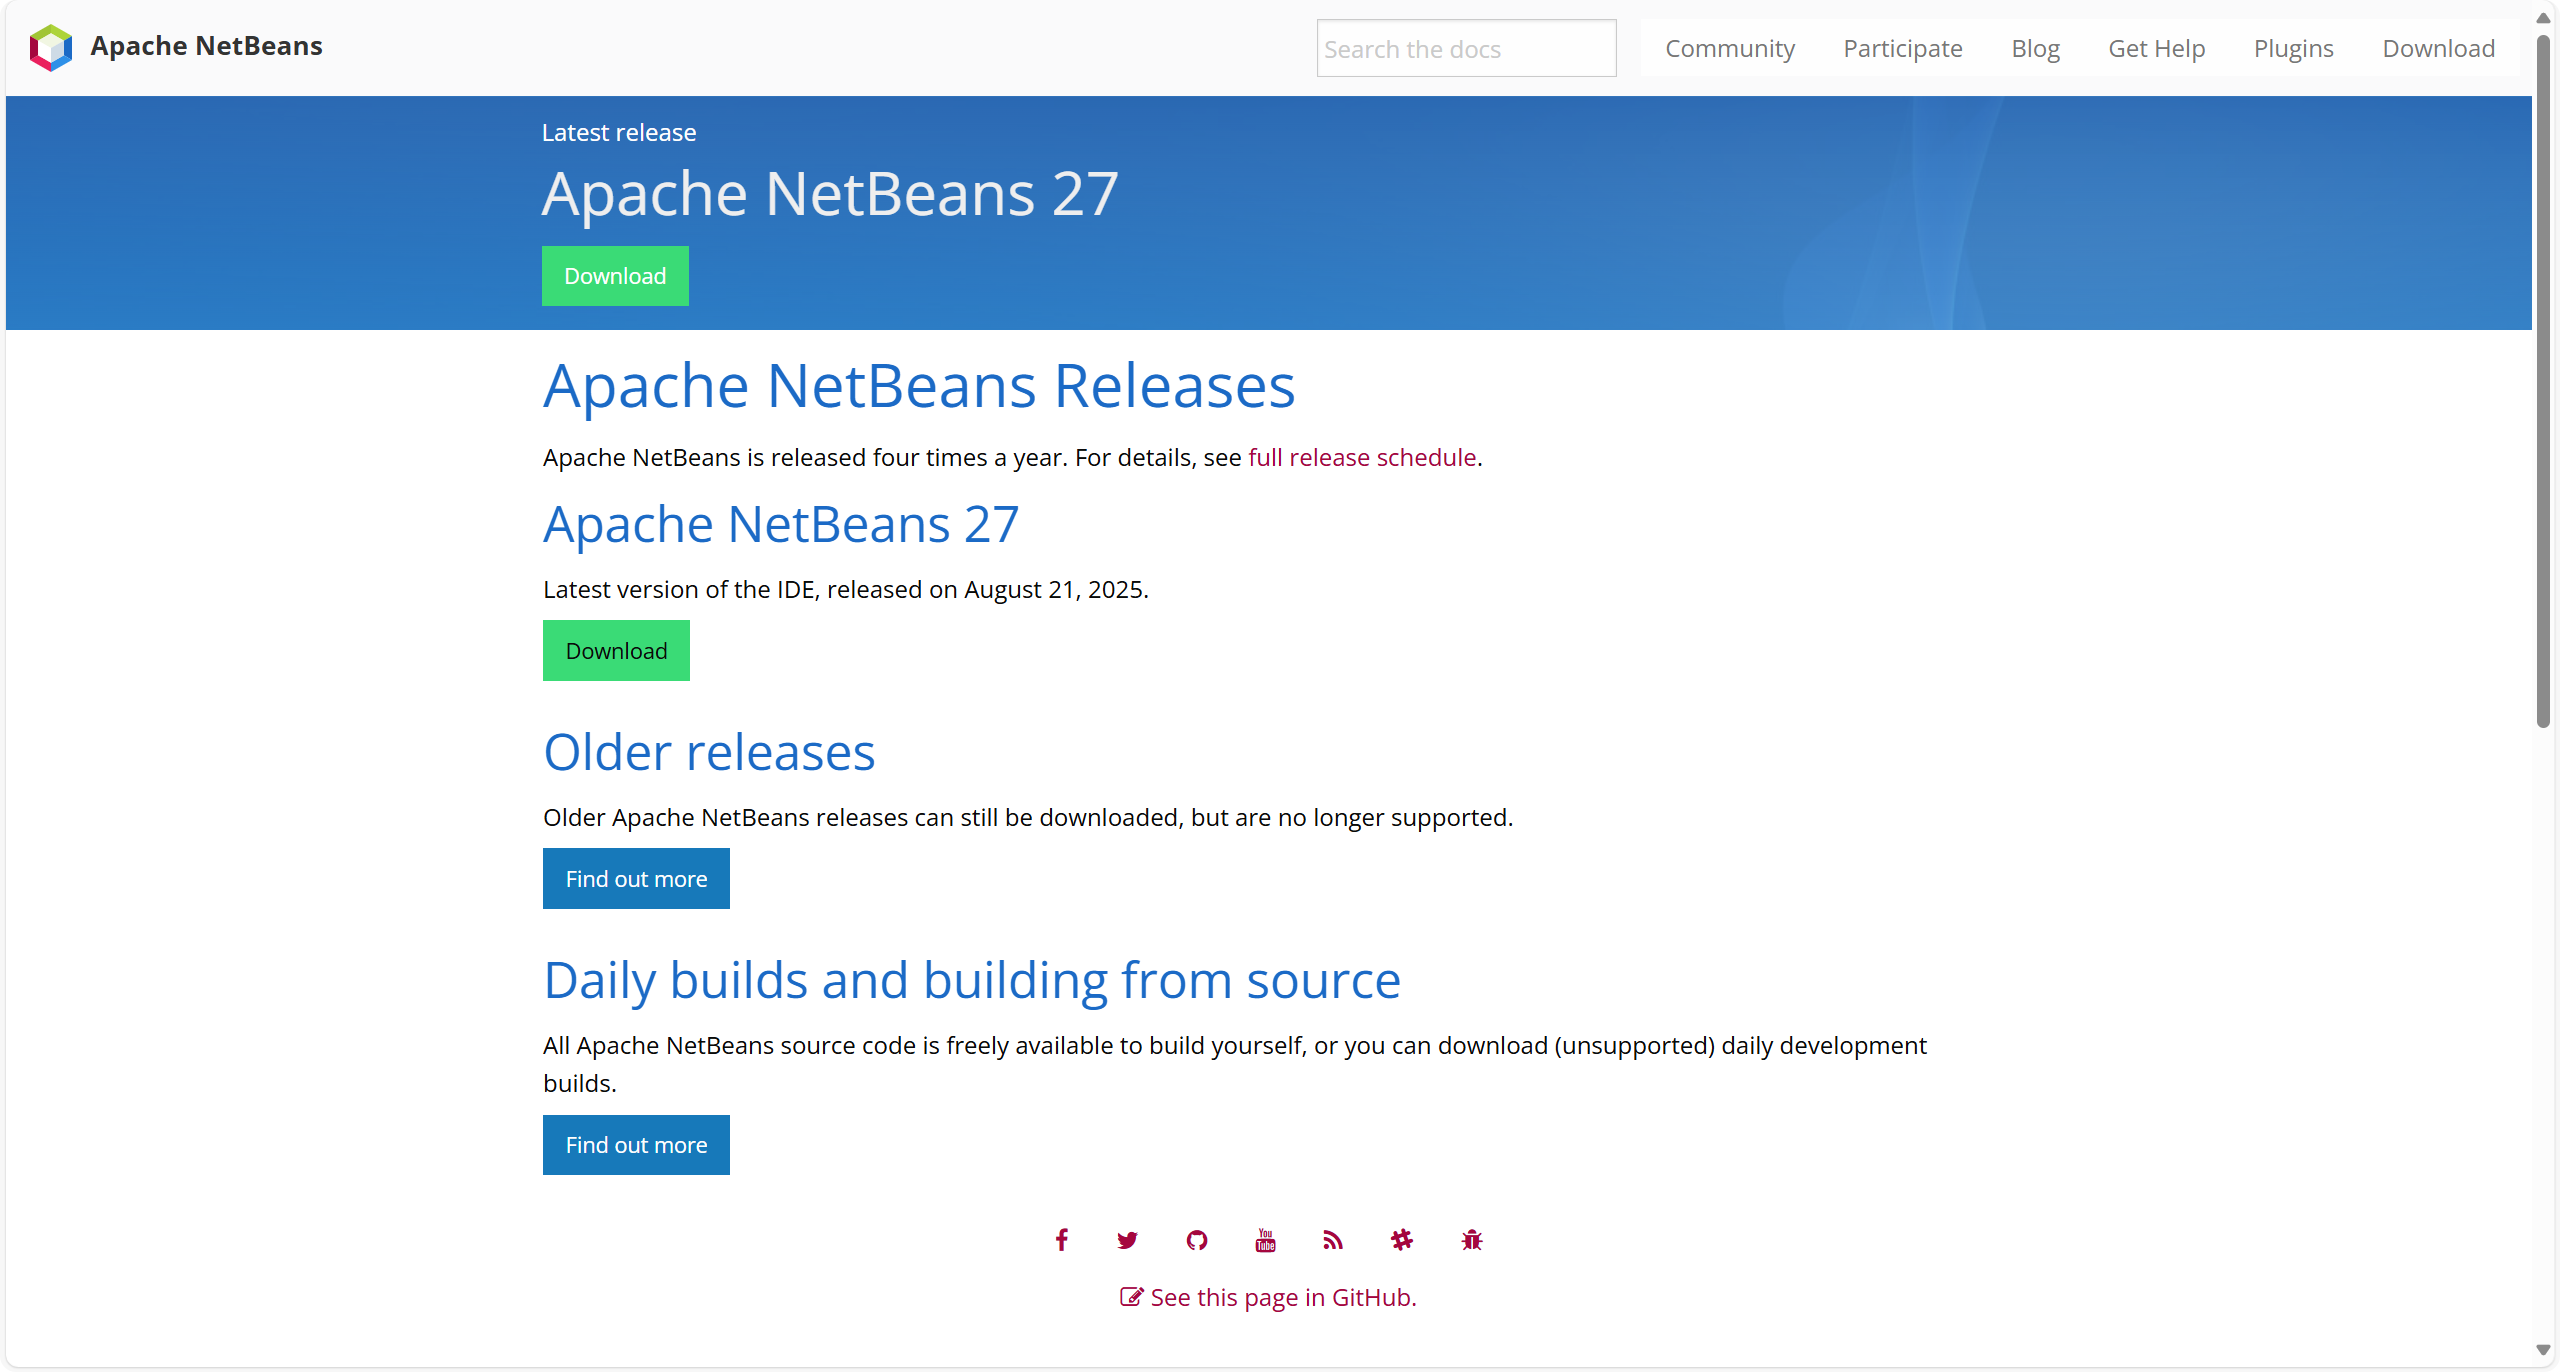 Apache NetBeans
Search the docs
Community
Participate
Blog
Get Help
Plugins
Download
Latest release
Apache NetBeans 27
Download
Apache NetBeans Releases
Apache NetBeans is released four times a year. For details, see full release schedule.
Apache NetBeans 27
Latest version of the IDE, released on August 21, 2025.
Download
Older releases
Older Apache NetBeans releases can still be downloaded, but are no longer supported.
Find out more
Daily builds and building from source
All Apache NetBeans source code is freely available to build yourself, or you can download (unsupported) daily development
builds.
Find out more
You
Tube
See this page in GitHub.